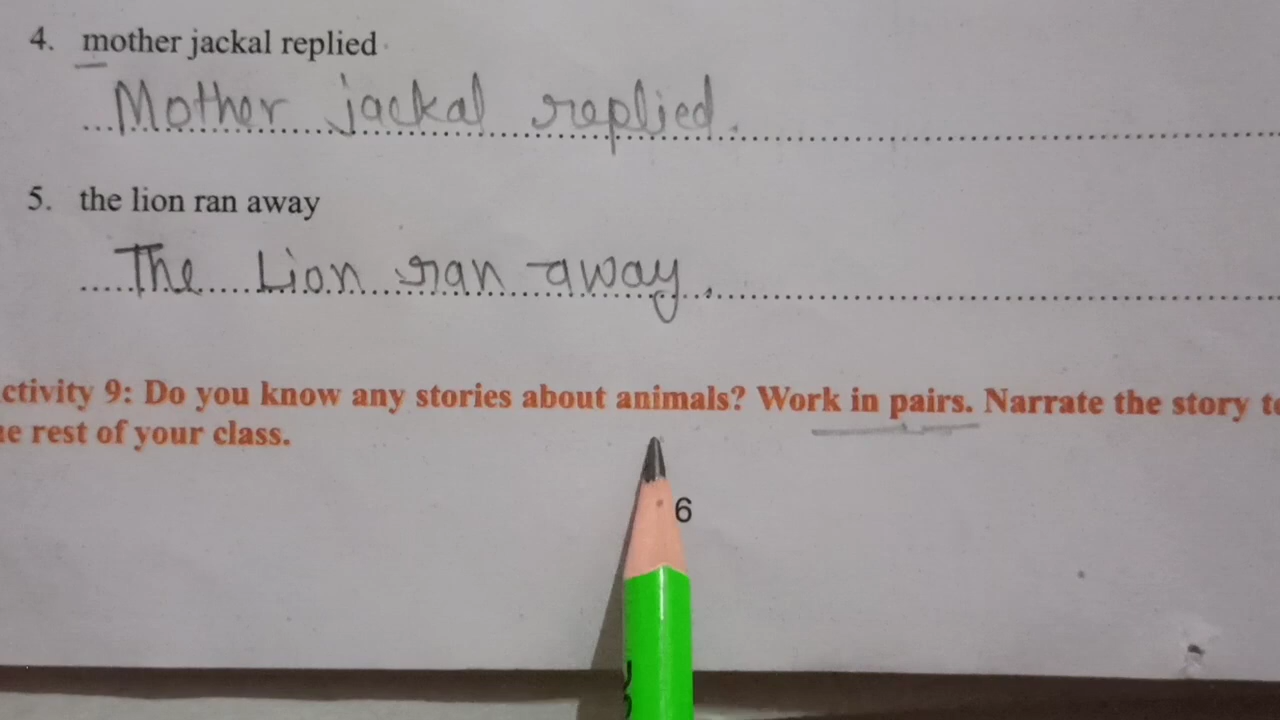 4. mother jackal replied
Mother jackal replied.
5. the lion ran away
The Lion ran away.
ctivity 9: Do you know any stories about animals? Work in pairs. Narrate the story to
e rest of your class.
6